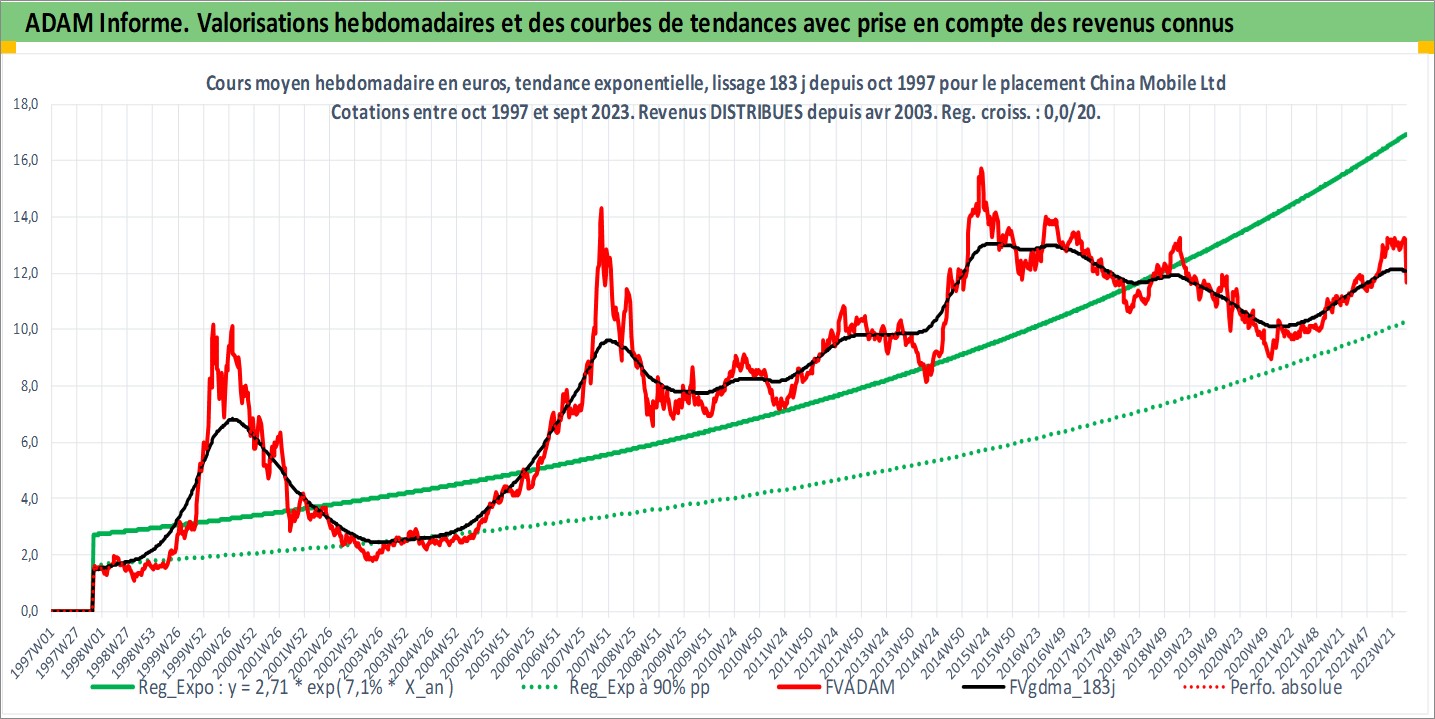 ADAM Informe. Valorisations hebdomadaires et des courbes de tendances avec prise en compte des revenus connus
Cours moyen hebdomadaire en euros, tendance exponentielle, lissage 183 j depuis oct 1997 pour le placement China Mobile Ltd
Cotations entre oct 1997 et sept 2023. Revenus DISTRIBUES depuis avr 2003. Reg. croiss. : 0,0/20.
18,0
16,0
14,0
12,0
10,0
8,0
6,0
4,0
2,0
0,0
1997W01
1997W27
1998W01
1998W27
1998W53
1999W26
1999W52
2000W26
2000W52
2001W26
2001W52
2002W26
2002W52
2003W26
2003W52
2004W26
2004W52
2005W25
2005W51
2006W25
2006W51
2007W25
2007W51
2008W25
2008W51
2009W25
2009W51
2010W24
2010W50
2011W24
2011W50
2012W24
2012W50
2013W24
2013W50
2014W24
2014W50
2015W24
2015W50
2016W23
2016W49
2017W23
2017W49
2018W23
2018W49
2019W23
2019W49
2020W23
2020W49
2021W22
2021W48
2022W21
2022W47
2023W21
Reg_Expo : y = 2,71 * exp( 7,1% * X_an )
Reg_Exp à 90% pp
FVADAM
FVgdma_183j
Perfo. absolue